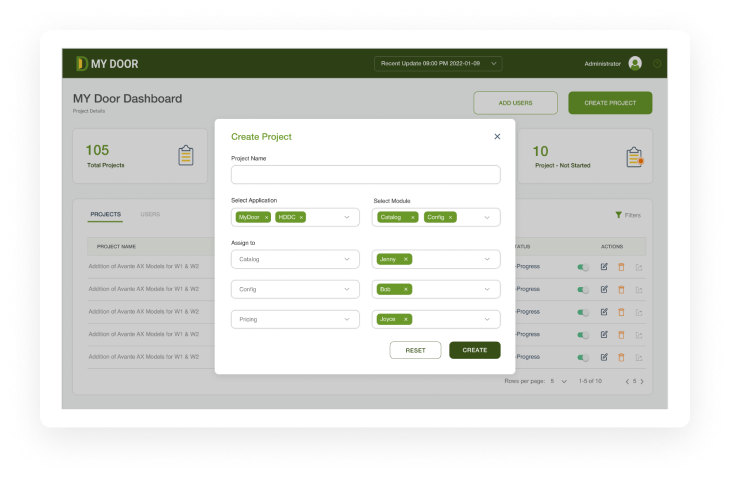 MY DOOR
Recent Update 09:00 PM 2022-01-09
Administrator
MY Door Dashboard
Project Details
ADD USERS
CREATE PROJECT
105
Total Projects
10
Project - Not Started
Create Project
Project Name
Select Application
Select Module
MyDoor × HDDC ×
Catalog × Config ×
Assign to
Catalog
Jenny ×
Config
Bob ×
Pricing
Joyce ×
RESET
CREATE
PROJECTS
USERS
Filters
PROJECT NAME
ATUS
ACTIONS
Addition of Avante AX Models for W1 & W2
-Progress
Addition of Avante AX Models for W1 & W2
-Progress
Addition of Avante AX Models for W1 & W2
-Progress
Addition of Avante AX Models for W1 & W2
-Progress
Addition of Avante AX Models for W1 & W2
-Progress
Rows per page: 5
1-5 of 10
5